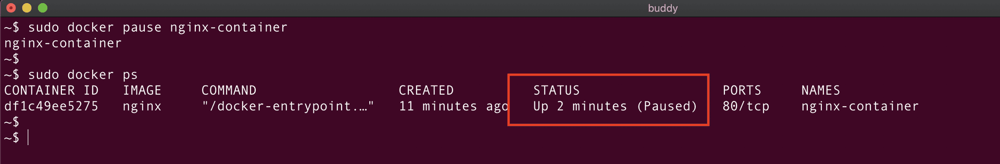 buddy
~$ sudo docker pause nginx-container
nginx-container
~$
~$ sudo docker ps
CONTAINER ID IMAGE COMMAND CREATED STATUS PORTS NAMES
df1c49ee5275 nginx "/docker-entrypoint.…" 11 minutes ago Up 2 minutes (Paused) 80/tcp nginx-container
~$
~$